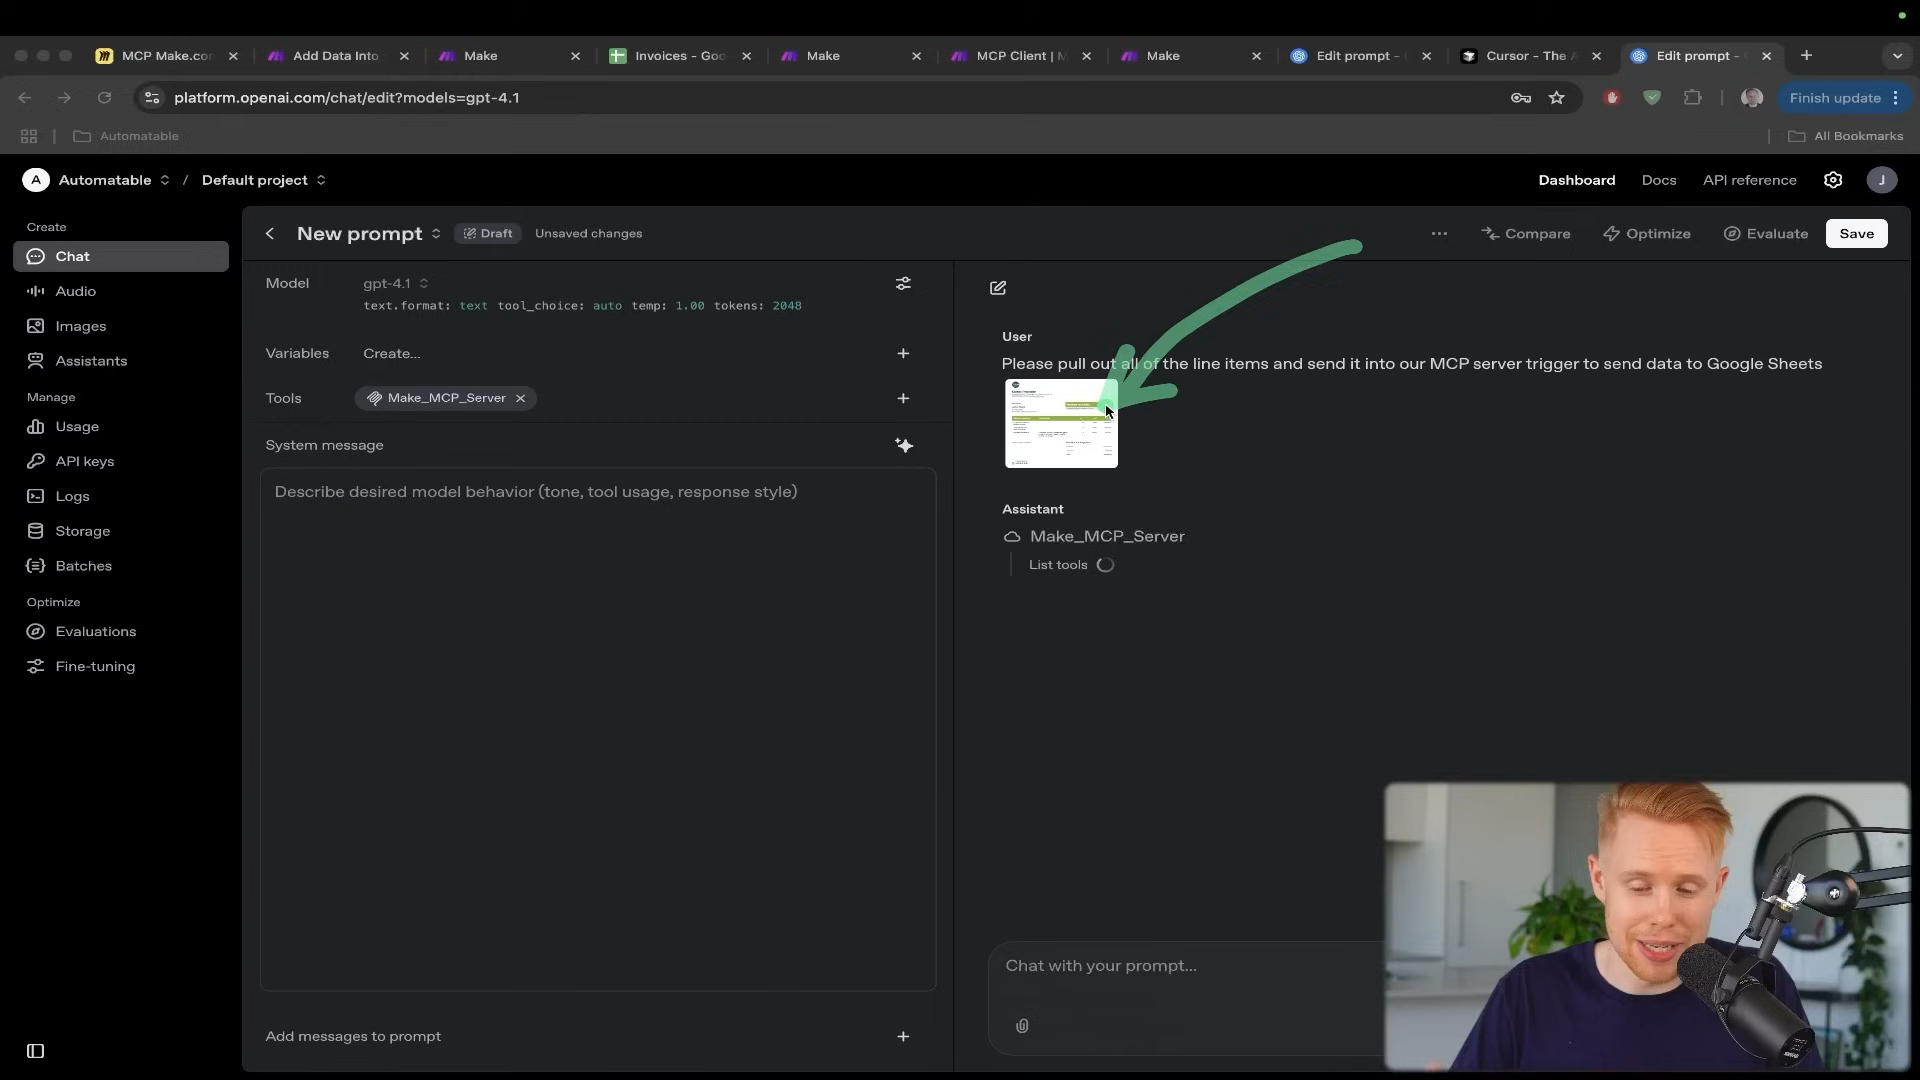 MCP Make.co
Add Data Into
Make
Invoices - Goo
Make
MCP Client | M
Make
Edit prompt -
Cursor - The A
Edit prompt -
platform.openai.com/chat/edit?models=gpt-4.1
Finish update
Automatable
All Bookmarks
A
Automatable
/
Default project
Dashboard
Docs
API reference
J
Create
Chat
Audio
Images
Assistants
Manage
Usage
API keys
Logs
Storage
Batches
Optimize
Evaluations
Fine-tuning
New prompt
Draft
Unsaved changes
Compare
Optimize
Evaluate
Save
Model
gpt-4.1
text.format: text tool_choice: auto temp: 1.00 tokens: 2048
Variables
Create...
Tools
Make_MCP_Server
System message
Describe desired model behavior (tone, tool usage, response style)
Add messages to prompt
User
Please pull out all of the line items and send it into our MCP server trigger to send data to Google Sheets
Assistant
Make_MCP_Server
List tools
Chat with your prompt...